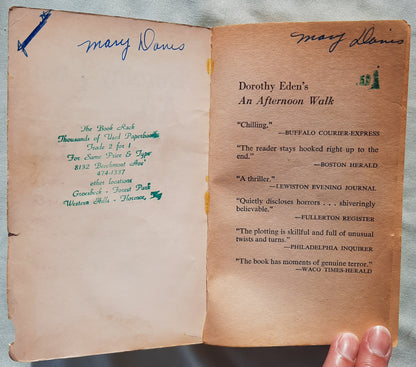 Mary Davis
The Book Rack
Thousands of Used Paperbacks
Trade 2 for 1
For Same Price & Type
8132 Beechmont Ave
474-1337
other locations
Greenbeck - Forest Park
Western Hills - Florence, Ky
Mary Davis
Dorothy Eden's
An Afternoon Walk
"Chilling."
—BUFFALO COURIER-EXPRESS
"The reader stays hooked right up to the
end."
—BOSTON HERALD
"A thriller."
—LEWISTON EVENING JOURNAL
"Quietly discloses horrors . . . shiveringly
believable."
—FULLERTON REGISTER
"The plotting is skillful and full of unusual
twists and turns."
—PHILADELPHIA INQUIRER
"The book has moments of genuine terror."
—WACO TIMES-HERALD